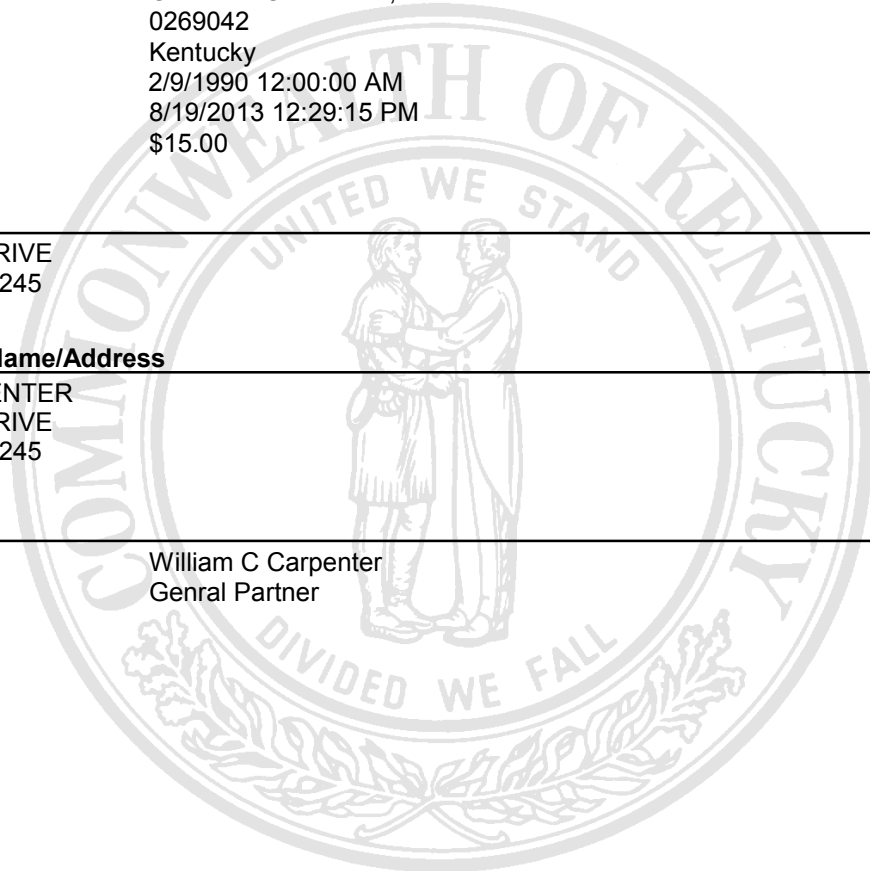 0269042
Kentucky
2/9/1990 12:00:00 AM
8/19/2013 12:29:15 PM
$15.00
COMMONWEALTH OF KENTUCKY
UNITED WE STAND
RIVE
245
lame/Address
ENTER
RIVE
245
William C Carpenter
Genral Partner
DIVIDED WE FALL